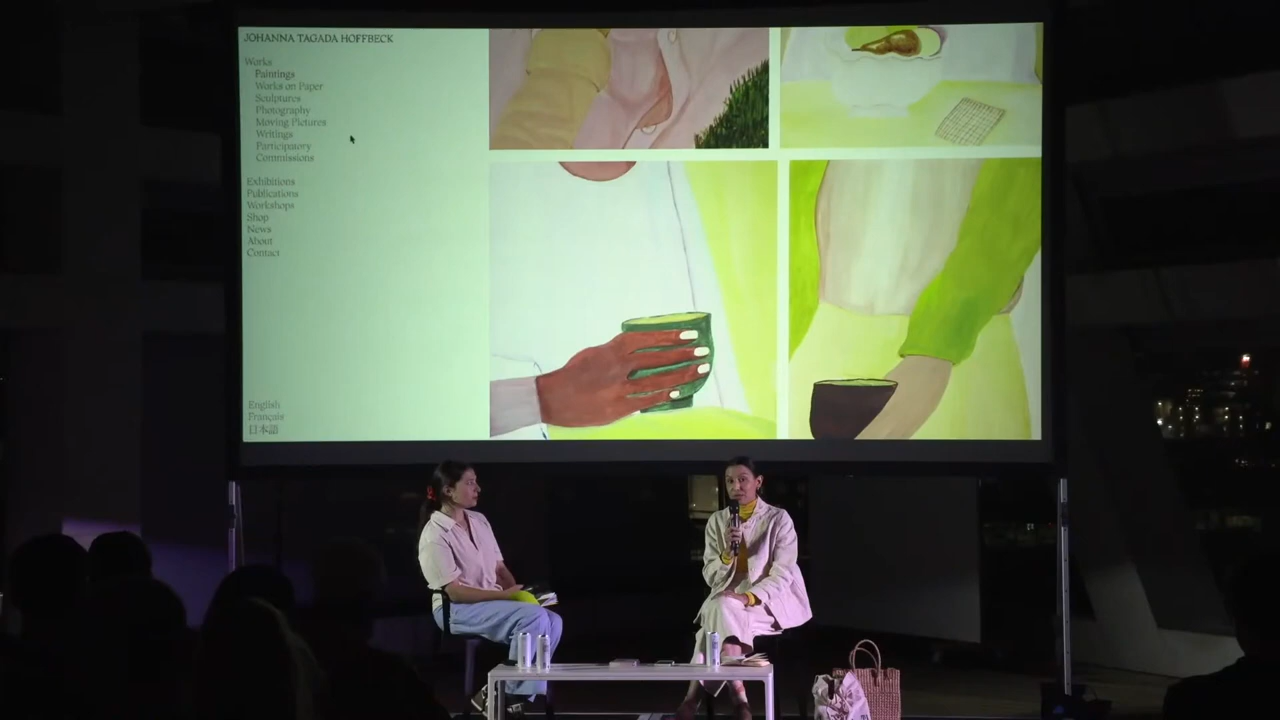 JOHANNA TAGADA HOFFBECK
Works
Paintings
Works on Paper
Sculptures
Photography
Moving Pictures
Writings
Participatory
Commissions
Exhibitions
Publications
Workshops
Shop
News
About
Contact
English
Français
日本語